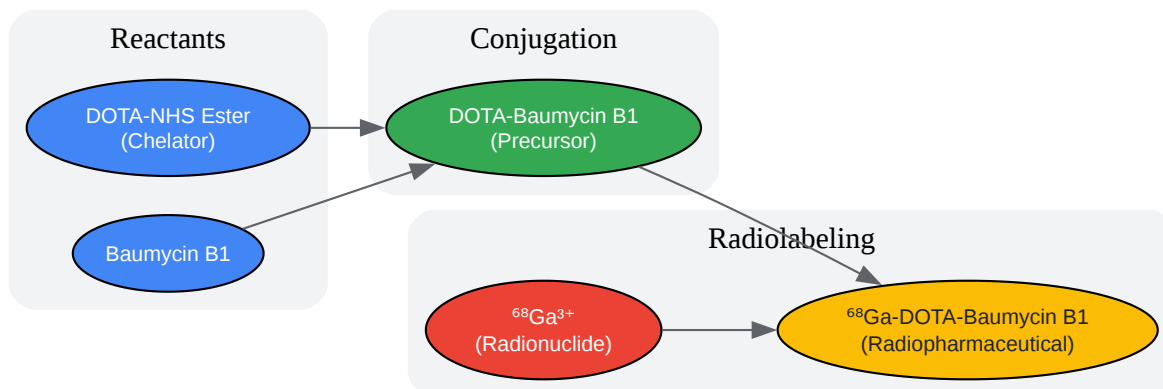 Reactants
DOTA-NHS Ester
(Chelator)
Baumycin B1
Conjugation
DOTA-Baumycin B1
(Precursor)
Radiolabeling
⁶⁸Ga³⁺
(Radionuclide)
⁶⁸Ga-DOTA-Baumycin B1
(Radiopharmaceutical)